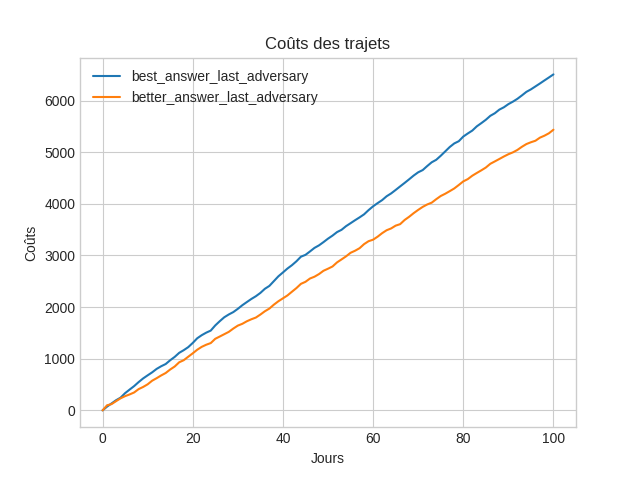 Coûts des trajets
best_answer_last_adversary
better_answer_last_adversary
6000
5000
4000
3000
2000
1000
0
Coûts
0 20 40 60 80 100
Jours